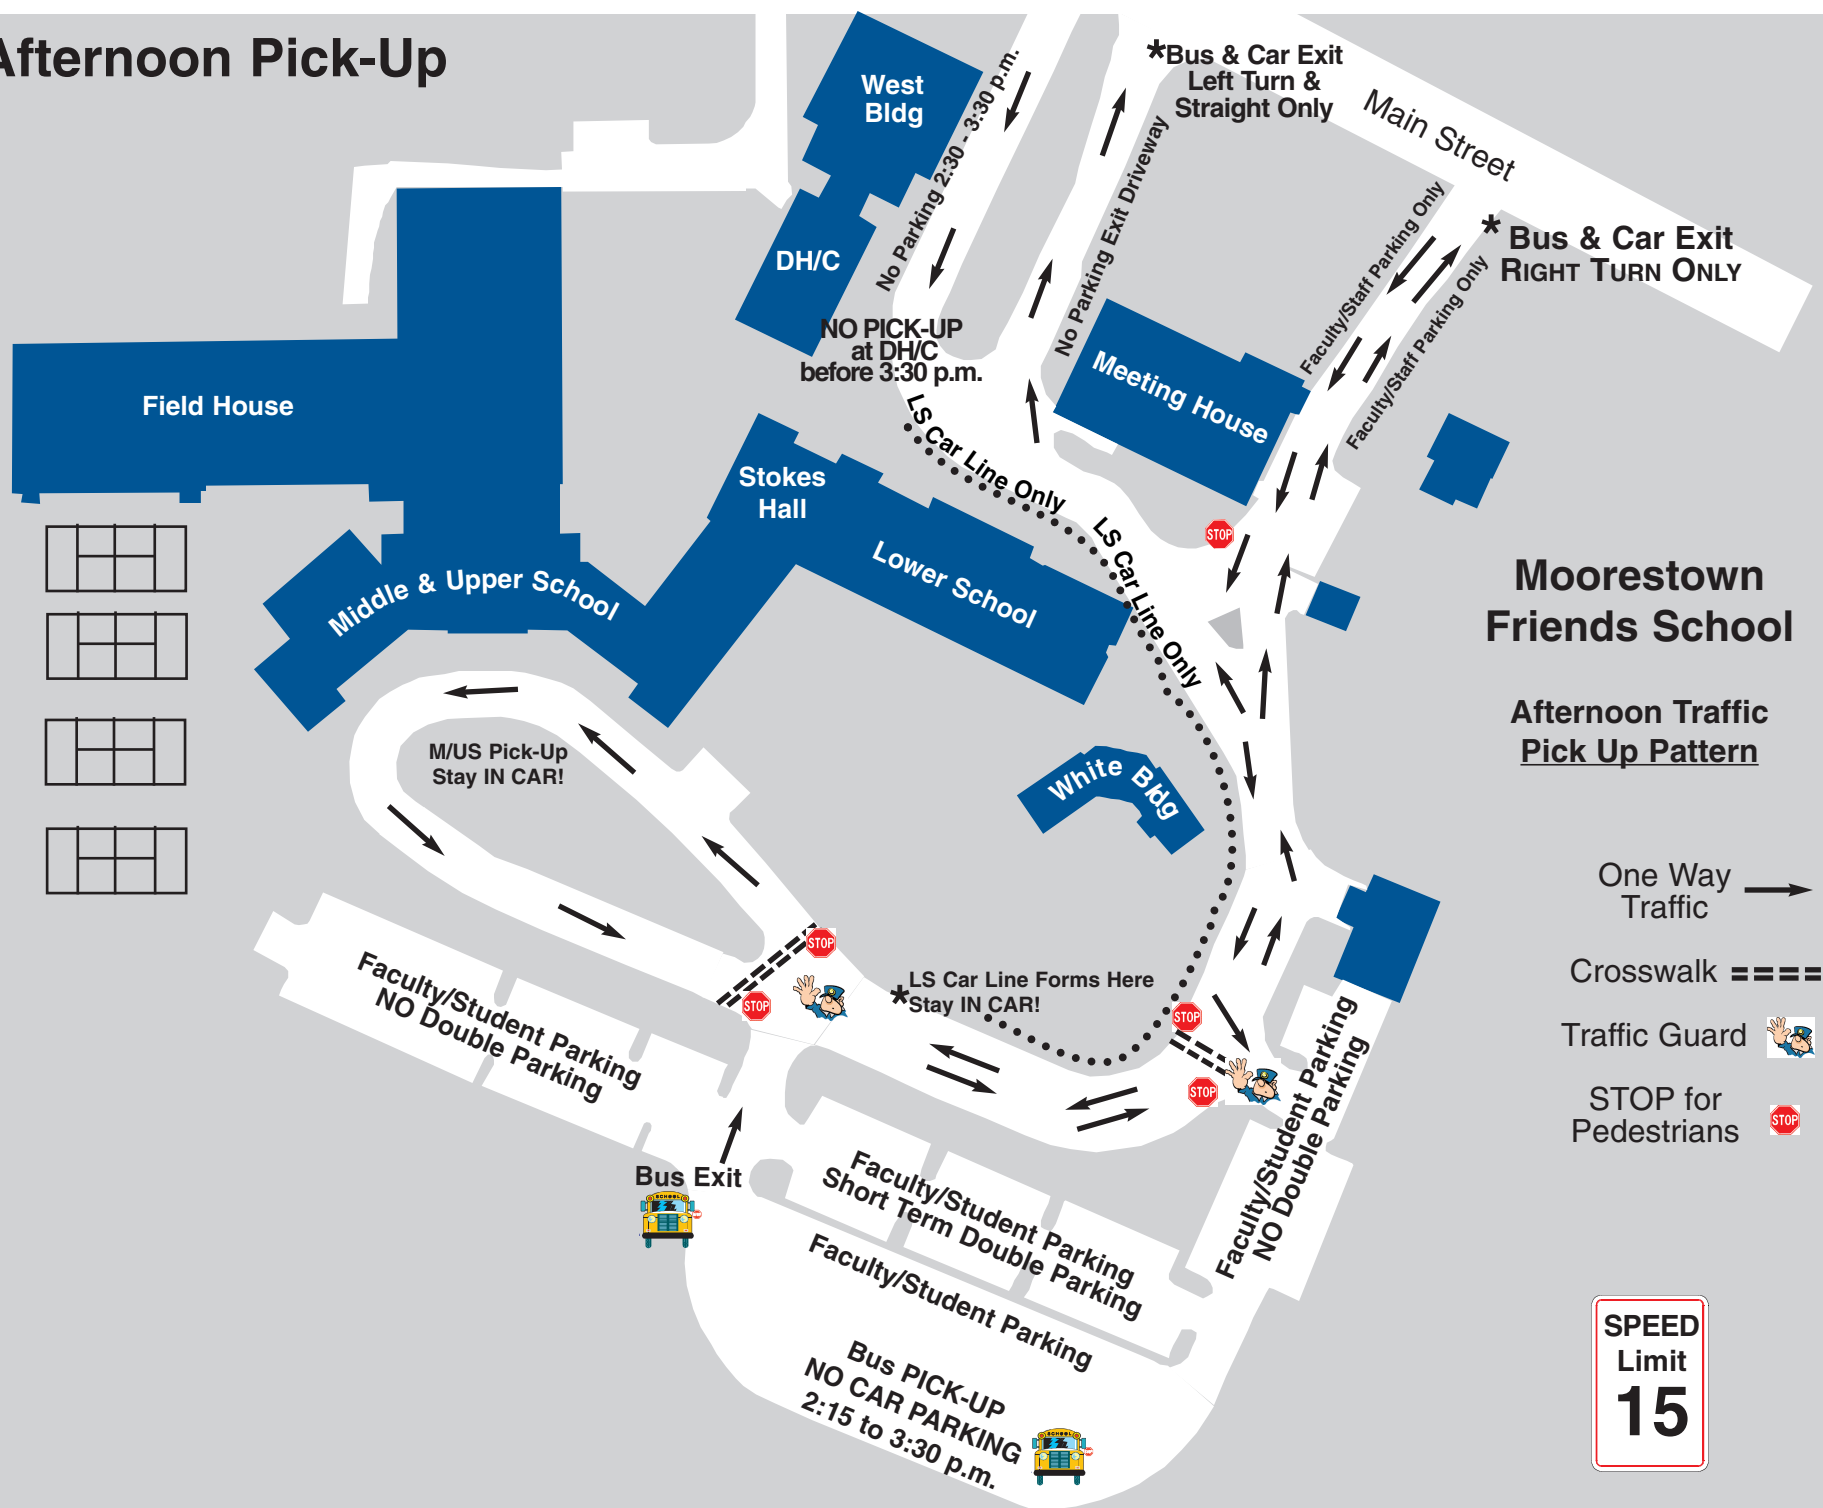 Afternoon Pick-Up
West
Bldg
DH/C
No Parking 2:30 - 3:30 p.m.
*Bus & Car Exit
Left Turn &
Straight Only
Main Street
No Parking Exit Driveway
Faculty/Staff Parking Only
Faculty/Staff Parking Only
* Bus & Car Exit
RIGHT TURN ONLY
NO PICK-UP
at DH/C
before 3:30 p.m.
Meeting House
Field House
LS Car Line Only
Stokes
Hall
Lower School
LS Car Line Only
STOP
Middle & Upper School
Moorestown
Friends School
Afternoon Traffic
Pick Up Pattern
M/US Pick-Up
Stay IN CAR!
White Bldg
One Way
Traffic
Crosswalk
Traffic Guard
STOP for
Pedestrians
STOP
STOP
STOP
*LS Car Line Forms Here
Stay IN CAR!
STOP
STOP
Faculty/Student Parking
NO Double Parking
Faculty/Student Parking
NO Double Parking
Bus Exit
SCHOOL
Faculty/Student Parking
Short Term Double Parking
Faculty/Student Parking
Bus PICK-UP
NO CAR PARKING
2:15 to 3:30 p.m.
SCHOOL
SPEED
Limit
15